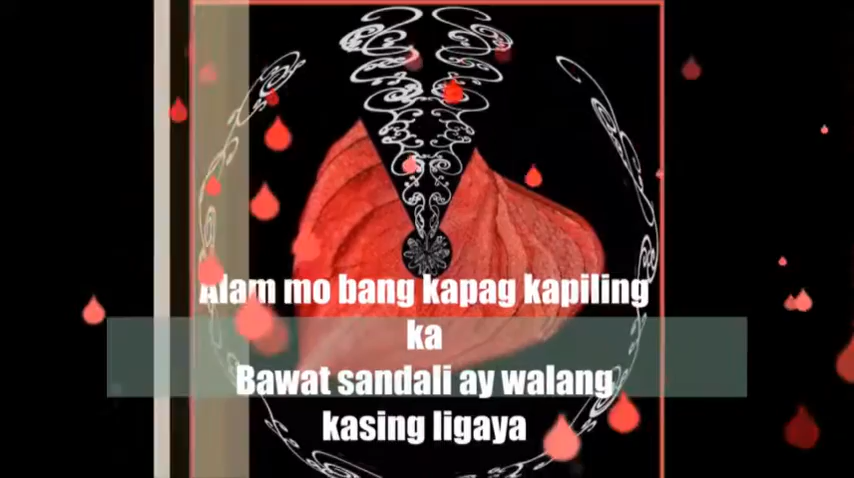 Alam mo bang kapag kapiling
ka
Bawat sandali ay walang
kasing ligaya